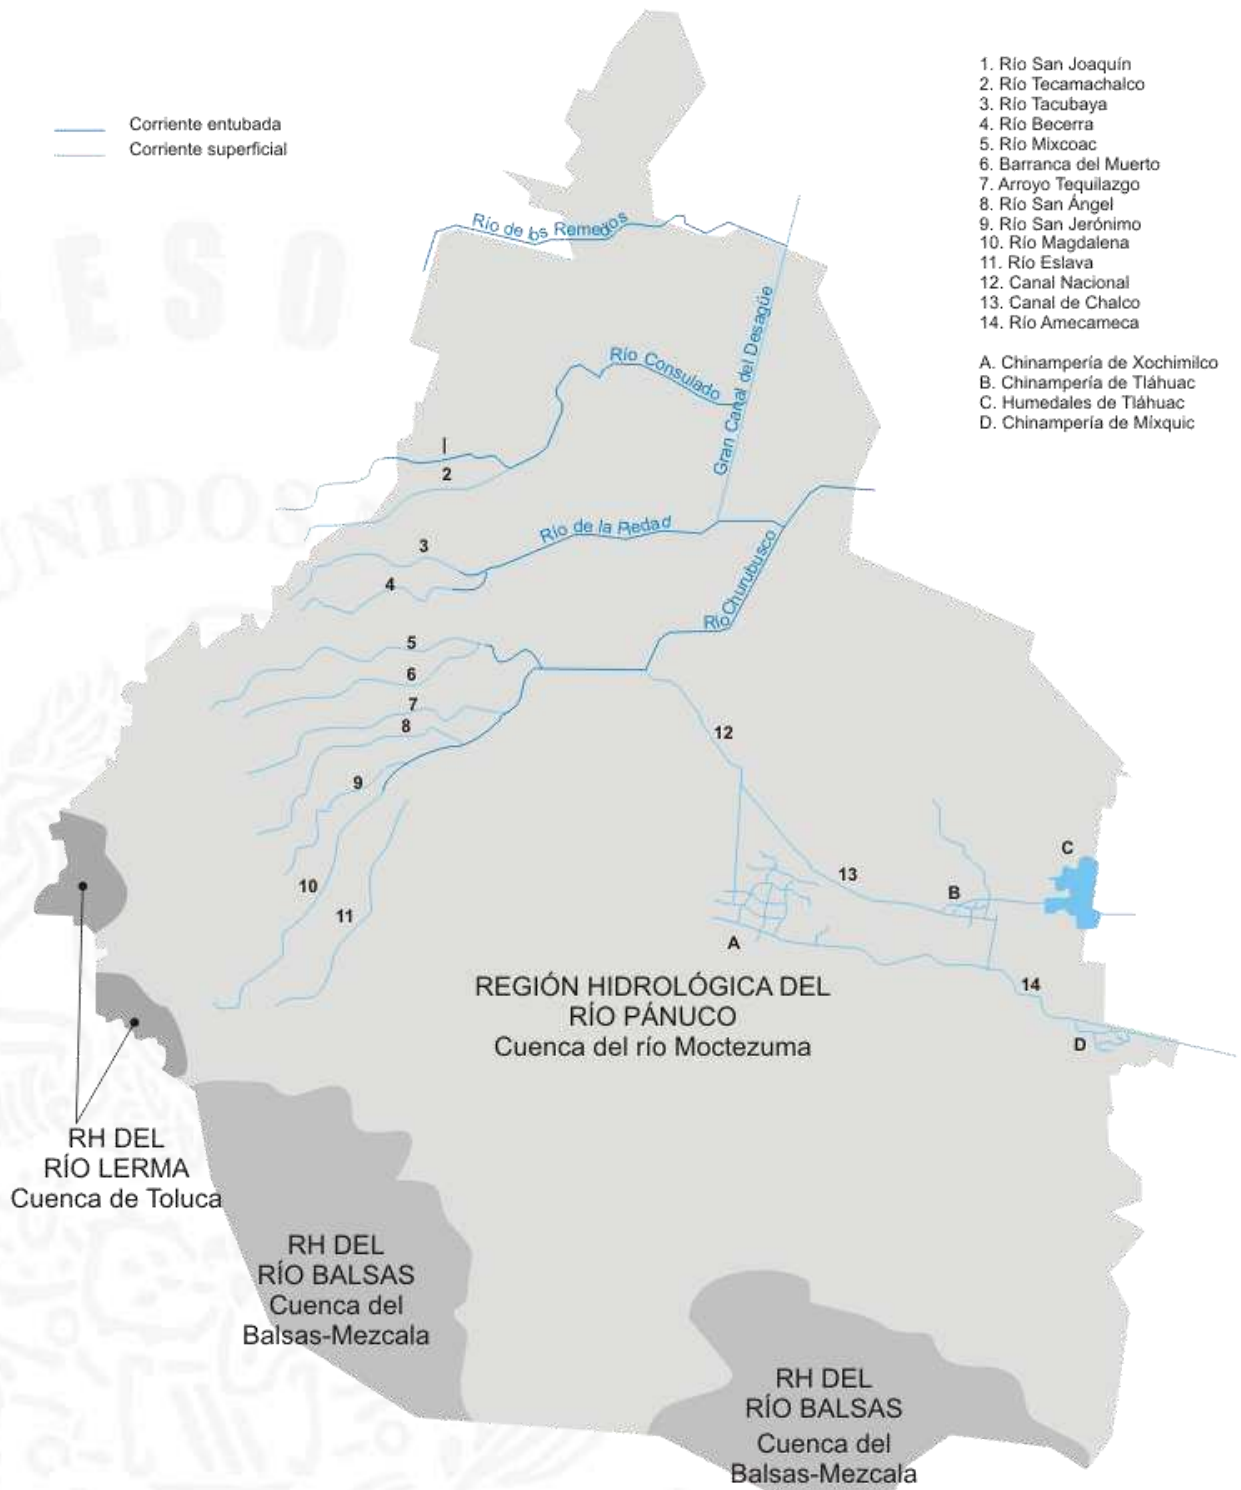 Corriente entubada
Corriente superficial
1. Río San Joaquín
2. Río Tecamachalco
3. Río Tacubaya
4. Río Becerra
5. Río Mixcoac
6. Barranca del Muerto
7. Arroyo Tequilazgo
8. Río San Ángel
9. Río San Jerónimo
10. Río Magdalena
11. Río Eslava
12. Canal Nacional
13. Canal de Chalco
14. Río Amecameca
A. Chinampería de Xochimilco
B. Chinampería de Tláhuac
C. Humedales de Tláhuac
D. Chinampería de Míxquic
Río de los Remedios
Gran Canal del Desagüe
Río Consulado
ESO
UNIDOS
1
2
Río de la Piedad
3
4
Río Churubusco
5
6
7
8
12
9
C
13
10
B
11
A
14
REGIÓN HIDROLÓGICA DEL
RÍO PÁNUCO
Cuenca del río Moctezuma
D
RH DEL
RÍO LERMA
Cuenca de Toluca
RH DEL
RÍO BALSAS
Cuenca del
Balsas-Mezcala
RH DEL
RÍO BALSAS
Cuenca del
Balsas-Mezcala